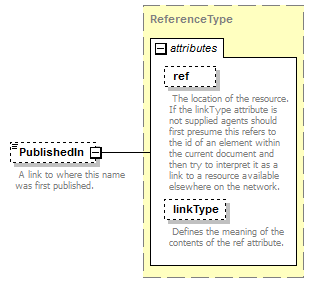 ReferenceType
attributes
ref
The location of the resource.
If the linkType attribute is
not supplied agents should
first presume this refers to
the id of an element within
the current document and
then try to interpret it as a
link to a resource available
elsewhere on the network.
PublishedIn
A link to where this name
was first published.
linkType
Defines the meaning of the
contents of the ref attribute.